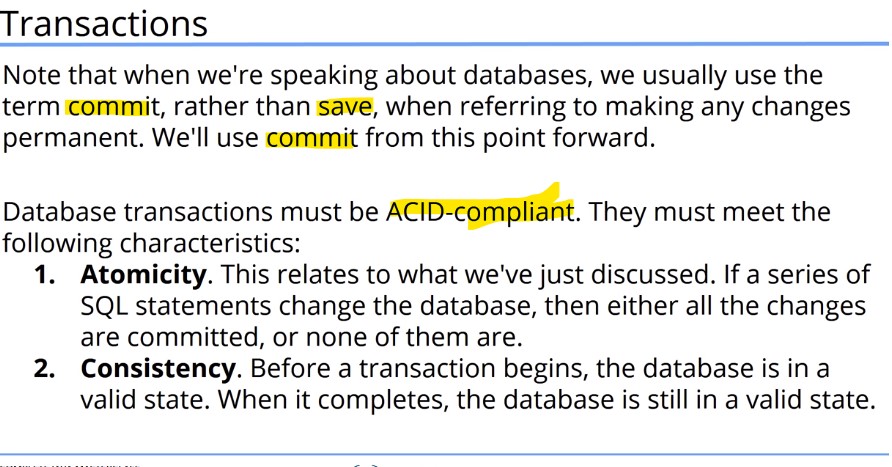 Transactions
Note that when we're speaking about databases, we usually use the
term commit, rather than save, when referring to making any changes
permanent. We'll use commit from this point forward.
Database transactions must be ACID-compliant. They must meet the
following characteristics:
1. Atomicity. This relates to what we've just discussed. If a series of
SQL statements change the database, then either all the changes
are committed, or none of them are.
2. Consistency. Before a transaction begins, the database is in a
valid state. When it completes, the database is still in a valid state.